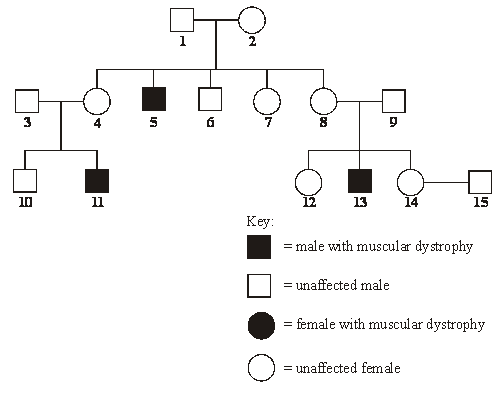 1 2
3 4 5 6 7 8 9
10 11 12 13 14 15
Key:
= male with muscular dystrophy
= unaffected male
= female with muscular dystrophy
= unaffected female